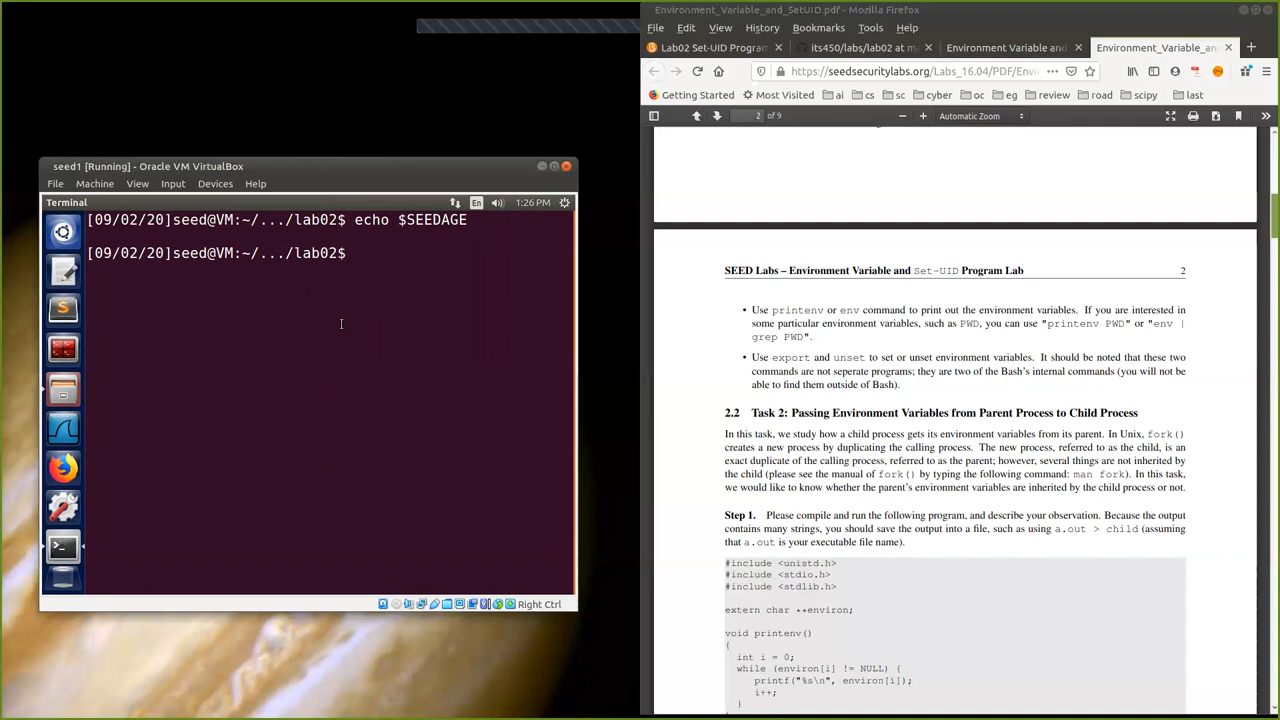 Environment_Variable_and_SetUID.pdf - Mozilla Firefox
File Edit View History Bookmarks Tools Help
Lab02 Set-UID Program
its450/labs/lab02 at ma
Environment Variable and
Environment_Variable_an
https://seedsecuritylabs.org/Labs_16.04/PDF/Envi
Getting Started Most Visited ai cs sc cyber oc eg review road scipy last
2 of 9 Automatic Zoom
seed1 [Running] - Oracle VM VirtualBox
File Machine View Input Devices Help
Terminal En 1:26 PM
[09/02/20]seed@VM:~/.../lab02$ echo $SEEDAGE
[09/02/20]seed@VM:~/.../lab02$
Right Ctrl
SEED Labs – Environment Variable and Set-UID Program Lab 2
• Use printenv or env command to print out the environment variables. If you are interested in
some particular environment variables, such as PWD, you can use "printenv PWD" or "env |
grep PWD".
• Use export and unset to set or unset environment variables. It should be noted that these two
commands are not seperate programs; they are two of the Bash's internal commands (you will not be
able to find them outside of Bash).
2.2 Task 2: Passing Environment Variables from Parent Process to Child Process
In this task, we study how a child process gets its environment variables from its parent. In Unix, fork()
creates a new process by duplicating the calling process. The new process, referred to as the child, is an
exact duplicate of the calling process, referred to as the parent; however, several things are not inherited by
the child (please see the manual of fork() by typing the following command: man fork). In this task,
we would like to know whether the parent's environment variables are inherited by the child process or not.
Step 1. Please compile and run the following program, and describe your observation. Because the output
contains many strings, you should save the output into a file, such as using a.out > child (assuming
that a.out is your executable file name).
#include <unistd.h>
#include <stdio.h>
#include <stdlib.h>
extern char **environ;
void printenv()
{
int i = 0;
while (environ[i] != NULL) {
printf("%s\n", environ[i]);
i++;
}